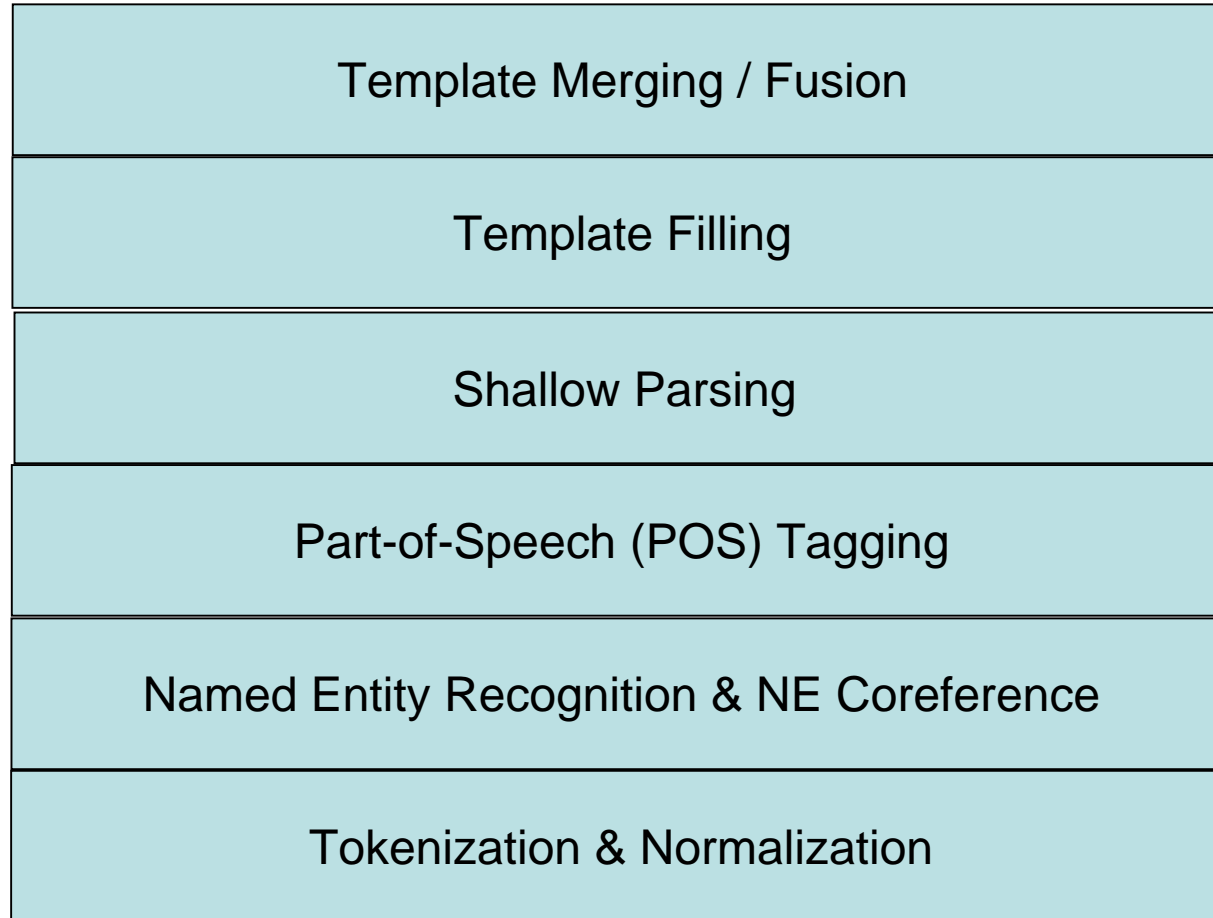 Template Merging / Fusion
Template Filling
Shallow Parsing
Part-of-Speech (POS) Tagging
Named Entity Recognition & NE Coreference
Tokenization & Normalization